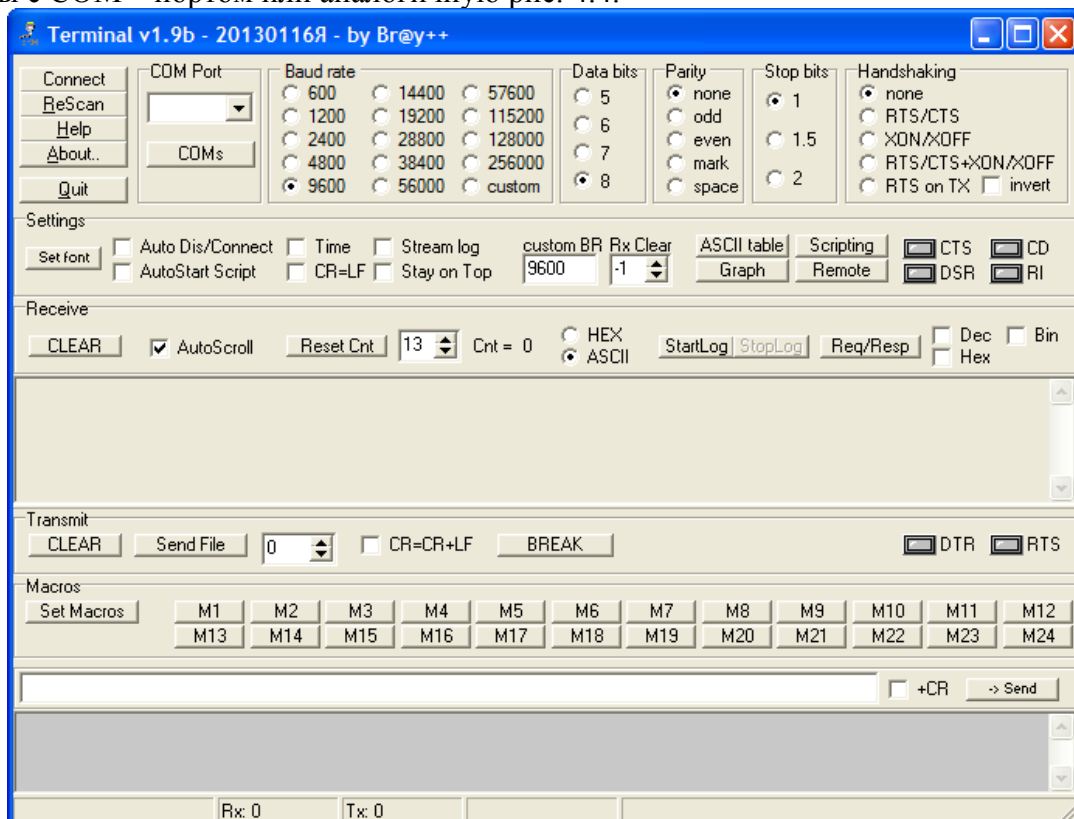 с COM – портом или аналогичную рис. 4.4.
Terminal v1.9b - 20130116Я - by Br@y++
Connect
ReScan
Help
About..
Quit
COM Port
COMs
Baud rate
600 14400 57600
1200 19200 115200
2400 28800 128000
4800 38400 256000
9600 56000 custom
Data bits
5
6
7
8
Parity
none
odd
even
mark
space
Stop bits
1
1.5
2
Handshaking
none
RTS/CTS
XON/XOFF
RTS/CTS+XON/XOFF
RTS on TX invert
Settings
Set font
Auto Dis/Connect Time Stream log
AutoStart Script CR=LF Stay on Top
custom BR Rx Clear
9600 -1
ASCII table Scripting
Graph Remote
CTS CD
DSR RI
Receive
CLEAR AutoScroll Reset Cnt 13 Cnt = 0
HEX
ASCII
StartLog StopLog Req/Resp
Dec Bin
Hex
Transmit
CLEAR Send File 0 CR=CR+LF BREAK DTR RTS
Macros
Set Macros M1 M2 M3 M4 M5 M6 M7 M8 M9 M10 M11 M12
M13 M14 M15 M16 M17 M18 M19 M20 M21 M22 M23 M24
+CR -> Send
Rx: 0 Tx: 0